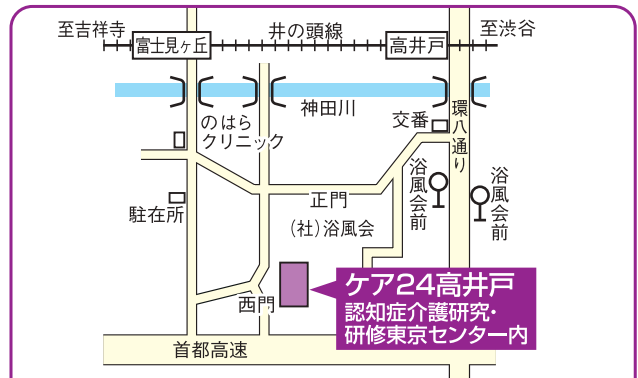 至吉祥寺
富士見ヶ丘
井の頭線
高井戸
至渋谷
神田川
交番
環八通り
のはら
クリニック
駐在所
正門
(社)浴風会
浴風会前
浴風会前
西門
ケア24高井戸
認知症介護研究・
研修東京センター内
首都高速